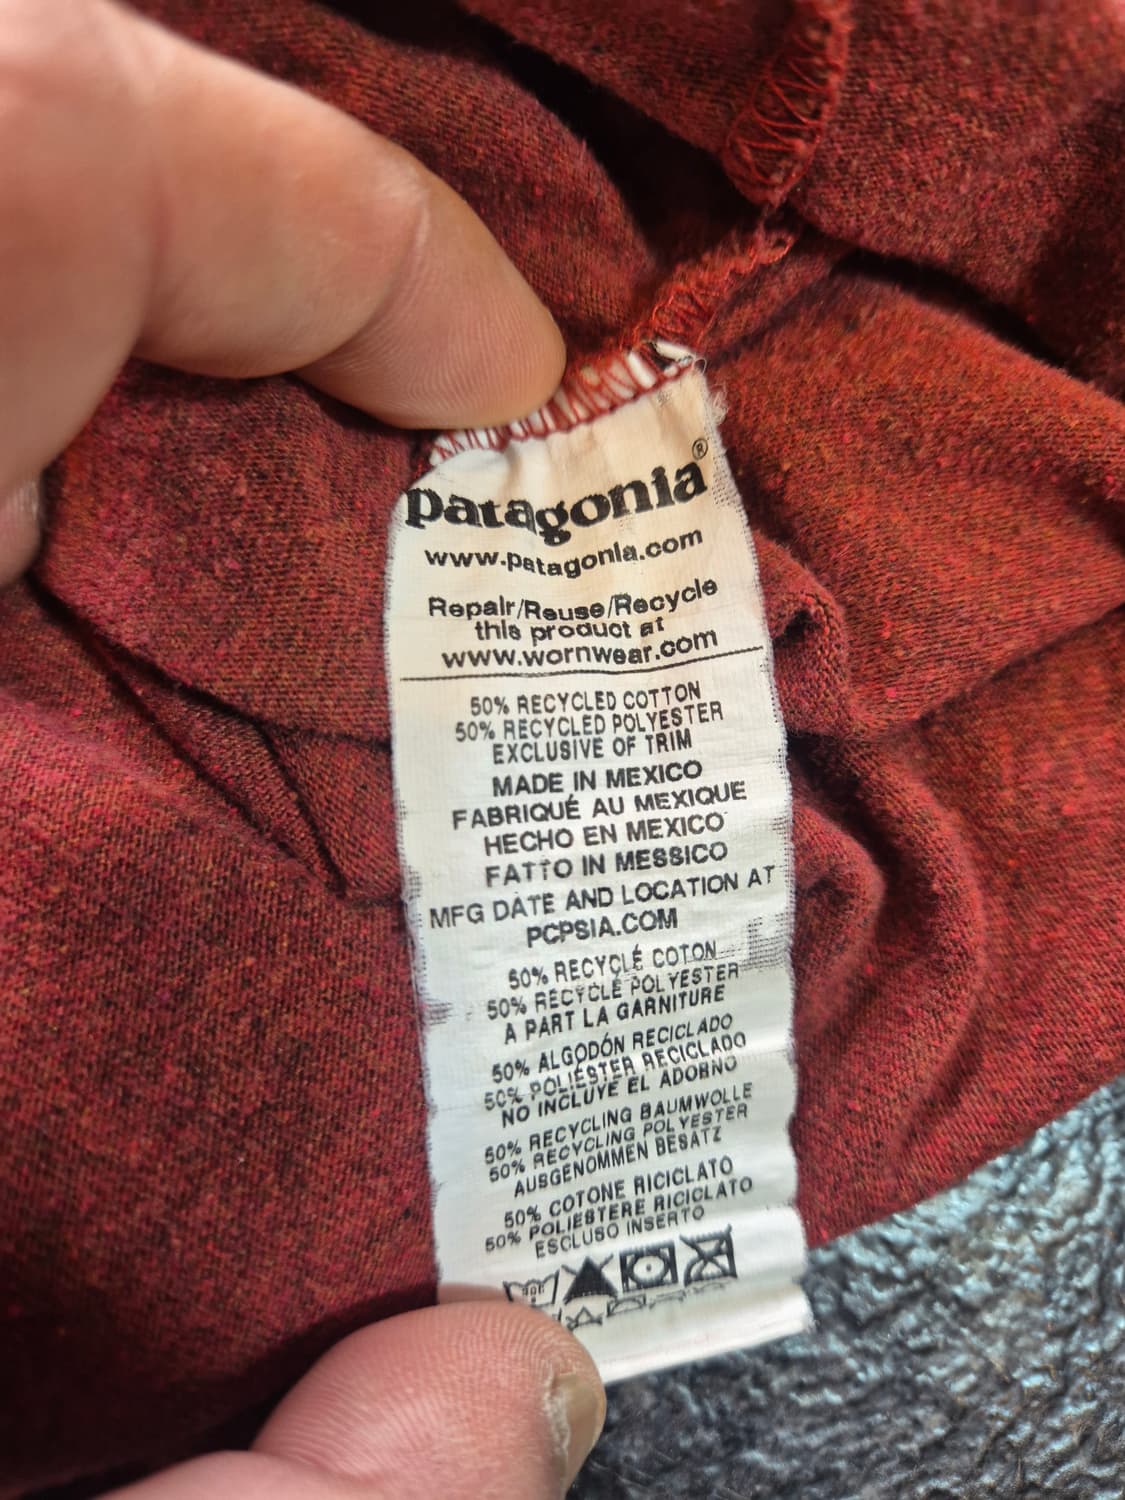 patagonia®
www.patagonia.com
Repair/Reuse/Recycle
this product at
www.wornwear.com
50% RECYCLED COTTON
50% RECYCLED POLYESTER
EXCLUSIVE OF TRIM
MADE IN MEXICO
FABRIQUÉ AU MEXIQUE
HECHO EN MEXICO
FATTO IN MESSICO
MFG DATE AND LOCATION AT
PCPSIA.COM
50% RECYCLÉ COTON
50% RECYCLÉ POLYESTER
A PART LA GARNITURE
50% ALGODÓN RECICLADO
50% POLIÉSTER RECICLADO
NO INCLUYE EL ADORNO
50% RECYCLING BAUMWOLLE
50% RECYCLING POLYESTER
AUSGENOMMEN BESATZ
50% COTONE RICICLATO
50% POLIESTERE RICICLATO
ESCLUSO INSERTO